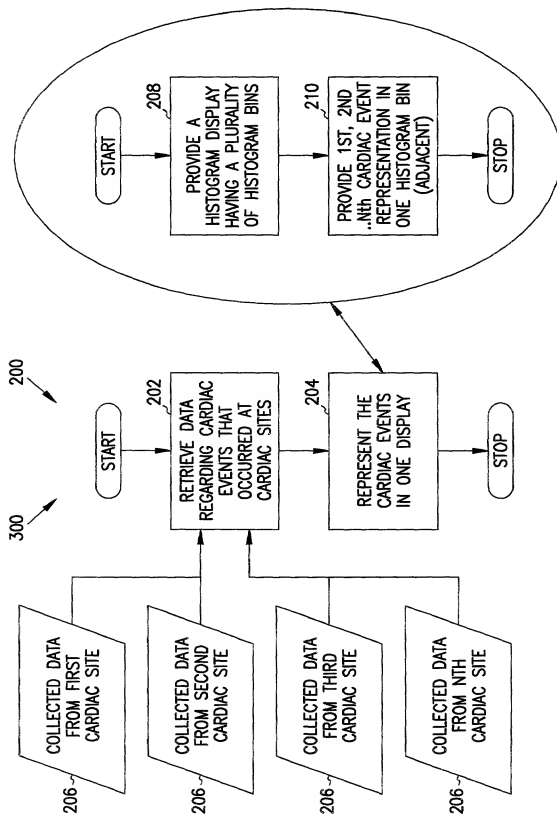 300
200
COLLECTED DATA
FROM FIRST
CARDIAC SITE
206
COLLECTED DATA
FROM SECOND
CARDIAC SITE
206
COLLECTED DATA
FROM THIRD
CARDIAC SITE
206
COLLECTED DATA
FROM NTH
CARDIAC SITE
206
START
202
RETRIEVE DATA
REGARDING CARDIAC
EVENTS THAT
OCCURRED AT
CARDIAC SITES
204
REPRESENT THE
CARDIAC EVENTS
IN ONE DISPLAY
STOP
START
208
PROVIDE A
HISTOGRAM DISPLAY
HAVING A PLURALITY
OF HISTOGRAM BINS
210
PROVIDE 1ST, 2ND
..Nth CARDIAC EVENT
REPRESENTATION IN
ONE HISTOGRAM BIN
(ADJACENT)
STOP